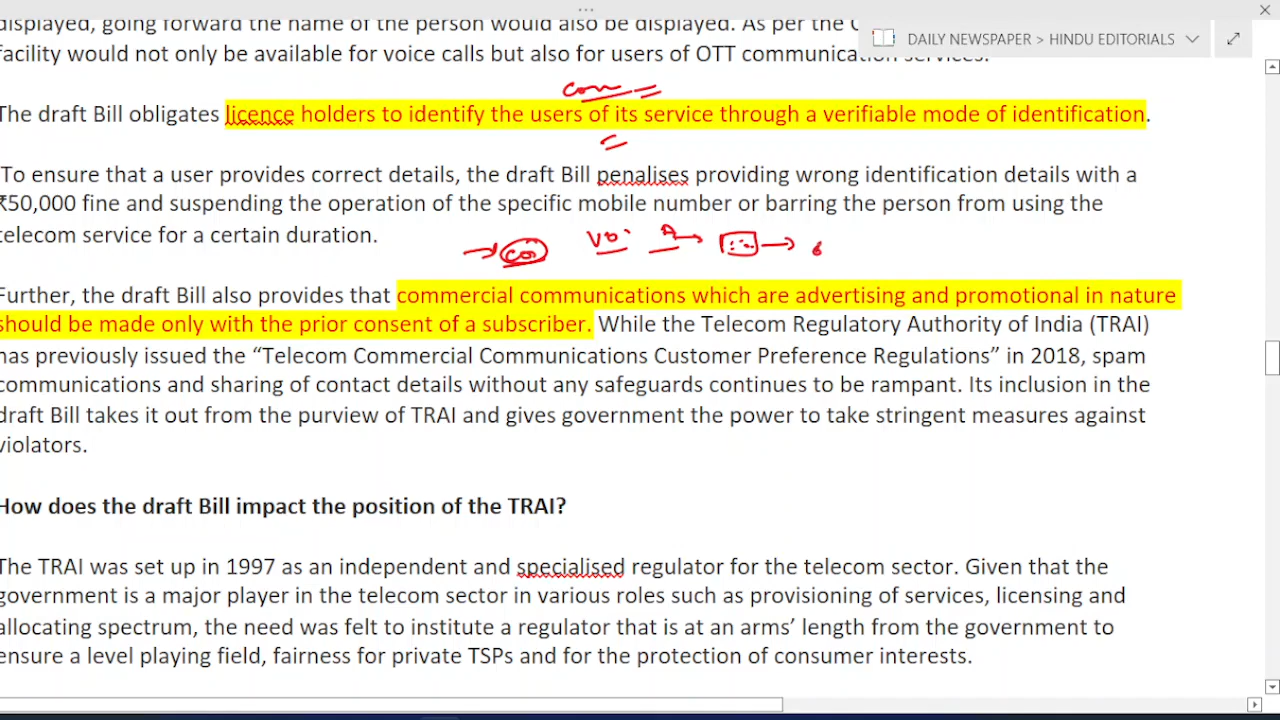 displayed, going forward the name of the person would also be displayed. As per the
DAILY NEWSPAPER > HINDU EDITORIALS
facility would not only be available for voice calls but also for users of OTT communication services.
com
The draft Bill obligates licence holders to identify the users of its service through a verifiable mode of identification.
To ensure that a user provides correct details, the draft Bill penalises providing wrong identification details with a
₹50,000 fine and suspending the operation of the specific mobile number or barring the person from using the
telecom service for a certain duration.
Further, the draft Bill also provides that commercial communications which are advertising and promotional in nature
should be made only with the prior consent of a subscriber. While the Telecom Regulatory Authority of India (TRAI)
has previously issued the “Telecom Commercial Communications Customer Preference Regulations” in 2018, spam
communications and sharing of contact details without any safeguards continues to be rampant. Its inclusion in the
draft Bill takes it out from the purview of TRAI and gives government the power to take stringent measures against
violators.
How does the draft Bill impact the position of the TRAI?
The TRAI was set up in 1997 as an independent and specialised regulator for the telecom sector. Given that the
government is a major player in the telecom sector in various roles such as provisioning of services, licensing and
allocating spectrum, the need was felt to institute a regulator that is at an arms’ length from the government to
ensure a level playing field, fairness for private TSPs and for the protection of consumer interests.